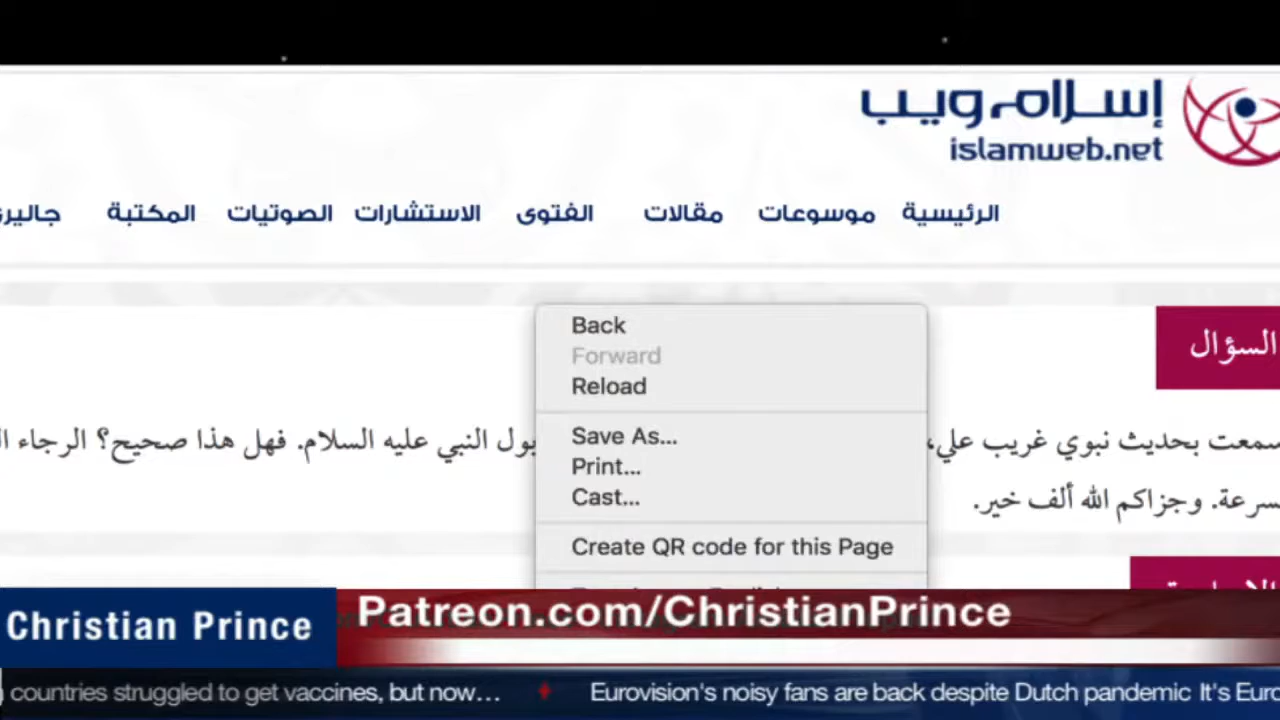 إسلام ويب
islamweb.net
الرئيسية موسوعات مقالات الفتوى الاستشارات الصوتيات المكتبة
السؤال
سمعت بحديث نبوي غريب علي، بول النبي عليه السلام. فهل هذا صحيح؟ الرجاء
وجزاكم الله ألف خير.
Back
Forward
Reload
Save As...
Print...
Cast...
Create QR code for this Page
Christian Prince
Patreon.com/ChristianPrince
countries struggled to get vaccines, but now... Eurovision's noisy fans are back despite Dutch pandemic It's